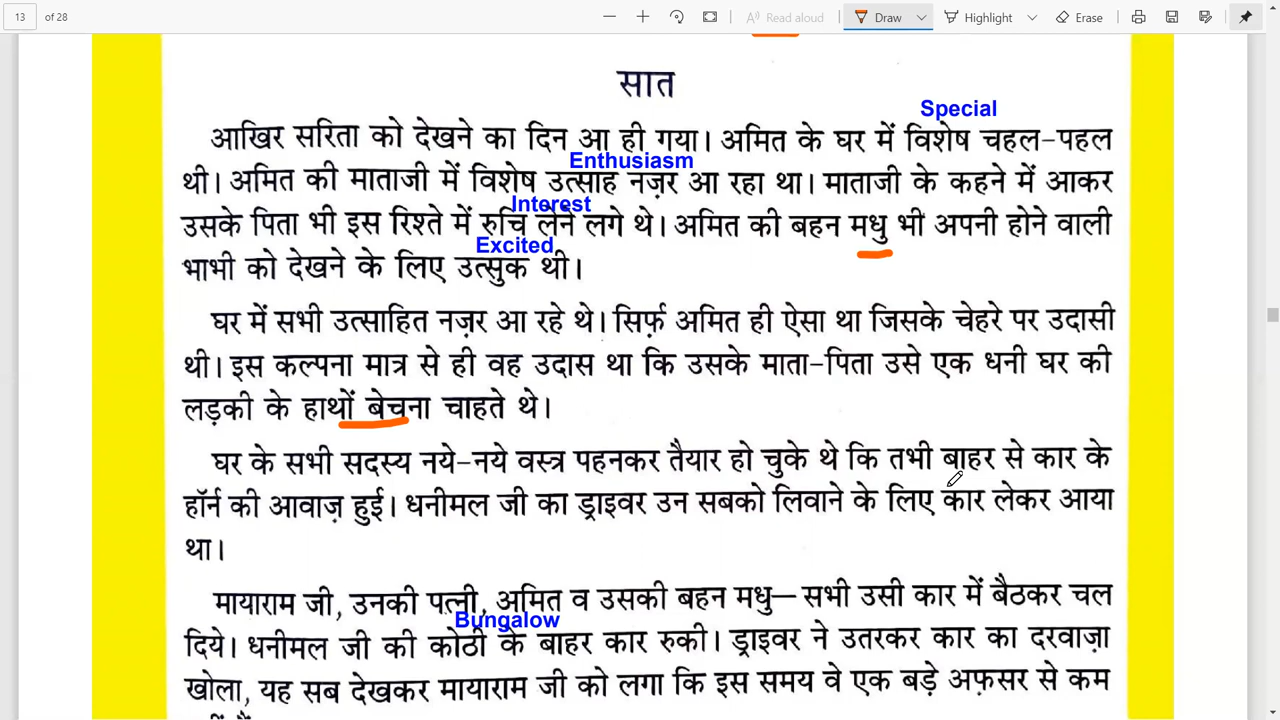 13 of 28 Read aloud Draw Highlight Erase
सात
Special
आखिर सरिता को देखने का दिन आ ही गया। अमित के घर में विशेष चहल-पहल
Enthusiasm
थी। अमित की माताजी में विशेष उत्साह नज़र आ रहा था। माताजी के कहने में आकर
Interest
उसके पिता भी इस रिश्ते में रुचि लेने लगे थे। अमित की बहन मधु भी अपनी होने वाली
Excited
भाभी को देखने के लिए उत्सुक थी।
घर में सभी उत्साहित नज़र आ रहे थे। सिर्फ़ अमित ही ऐसा था जिसके चेहरे पर उदासी
थी। इस कल्पना मात्र से ही वह उदास था कि उसके माता-पिता उसे एक धनी घर की
लड़की के हाथों बेचना चाहते थे।
घर के सभी सदस्य नये-नये वस्त्र पहनकर तैयार हो चुके थे कि तभी बाहर से कार के
हॉर्न की आवाज़ हुई। धनीमल जी का ड्राइवर उन सबको लिवाने के लिए कार लेकर आया
था।
मायाराम जी, उनकी पत्नी, अमित व उसकी बहन मधु— सभी उसी कार में बैठकर चल
Bungalow
दिये। धनीमल जी की कोठी के बाहर कार रुकी। ड्राइवर ने उतरकर कार का दरवाज़ा
खोला, यह सब देखकर मायाराम जी को लगा कि इस समय वे एक बड़े अफ़सर से कम